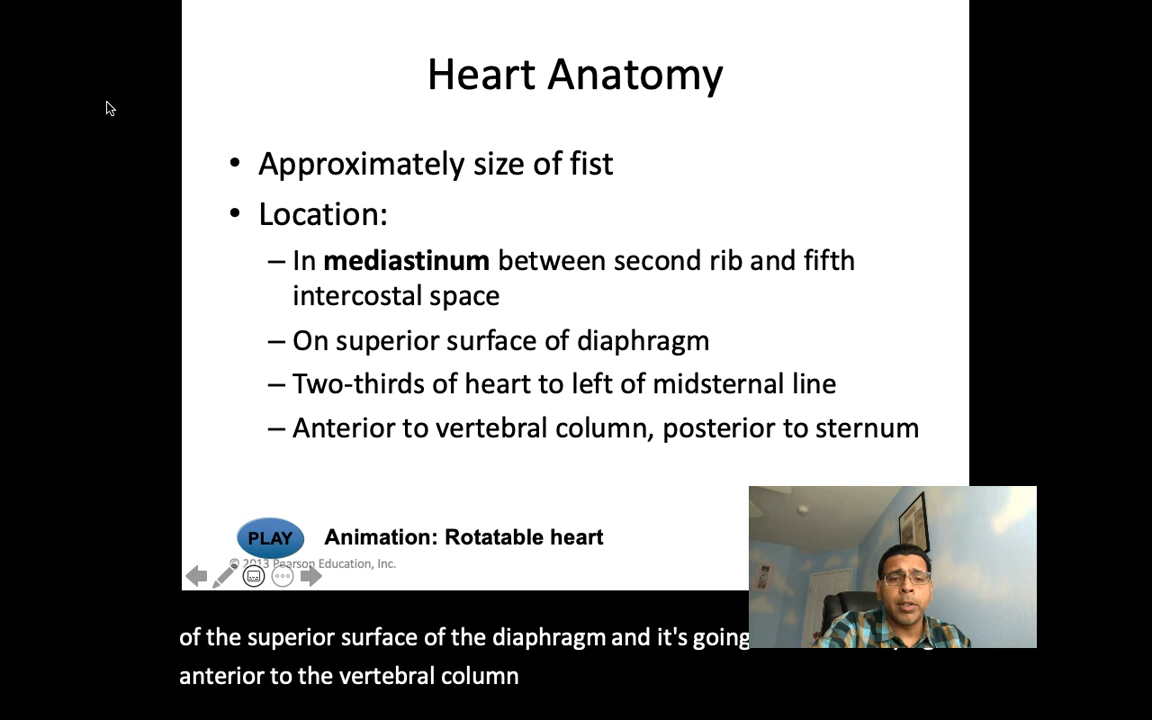 Heart Anatomy
• Approximately size of fist
• Location:
– In mediastinum between second rib and fifth
intercostal space
– On superior surface of diaphragm
– Two-thirds of heart to left of midsternal line
– Anterior to vertebral column, posterior to sternum
PLAY Animation: Rotatable heart
© 2013 Pearson Education, Inc.
of the superior surface of the diaphragm and it's going
anterior to the vertebral column